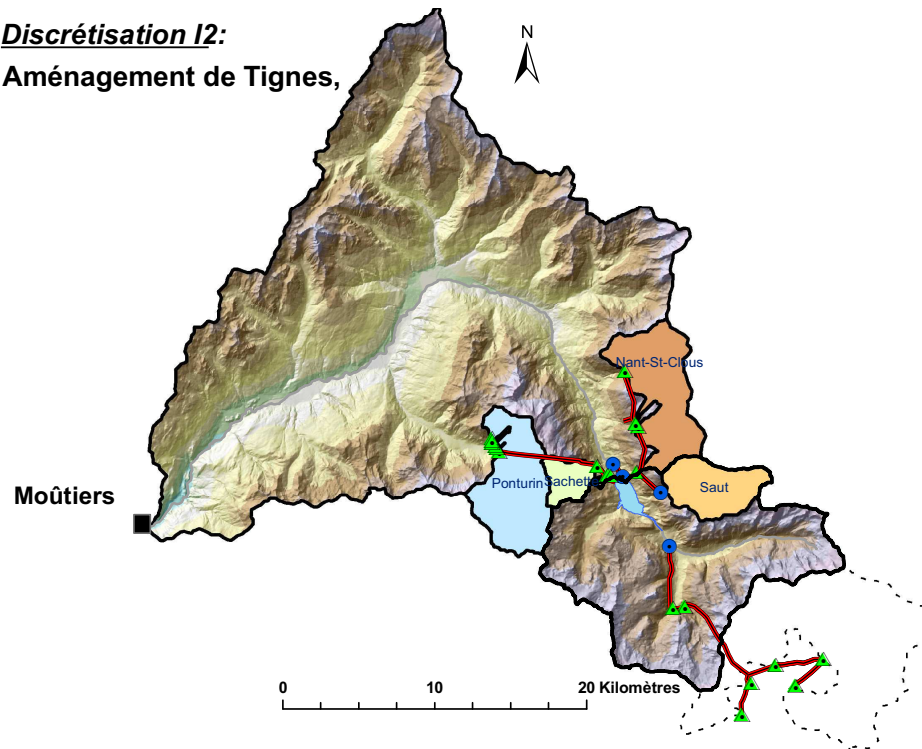 Discrétisation I2:
Aménagement de Tignes,
N
Nant-St-Clous
Ponturin
Sachette
Saut
Moûtiers
0 10 20 Kilomètres